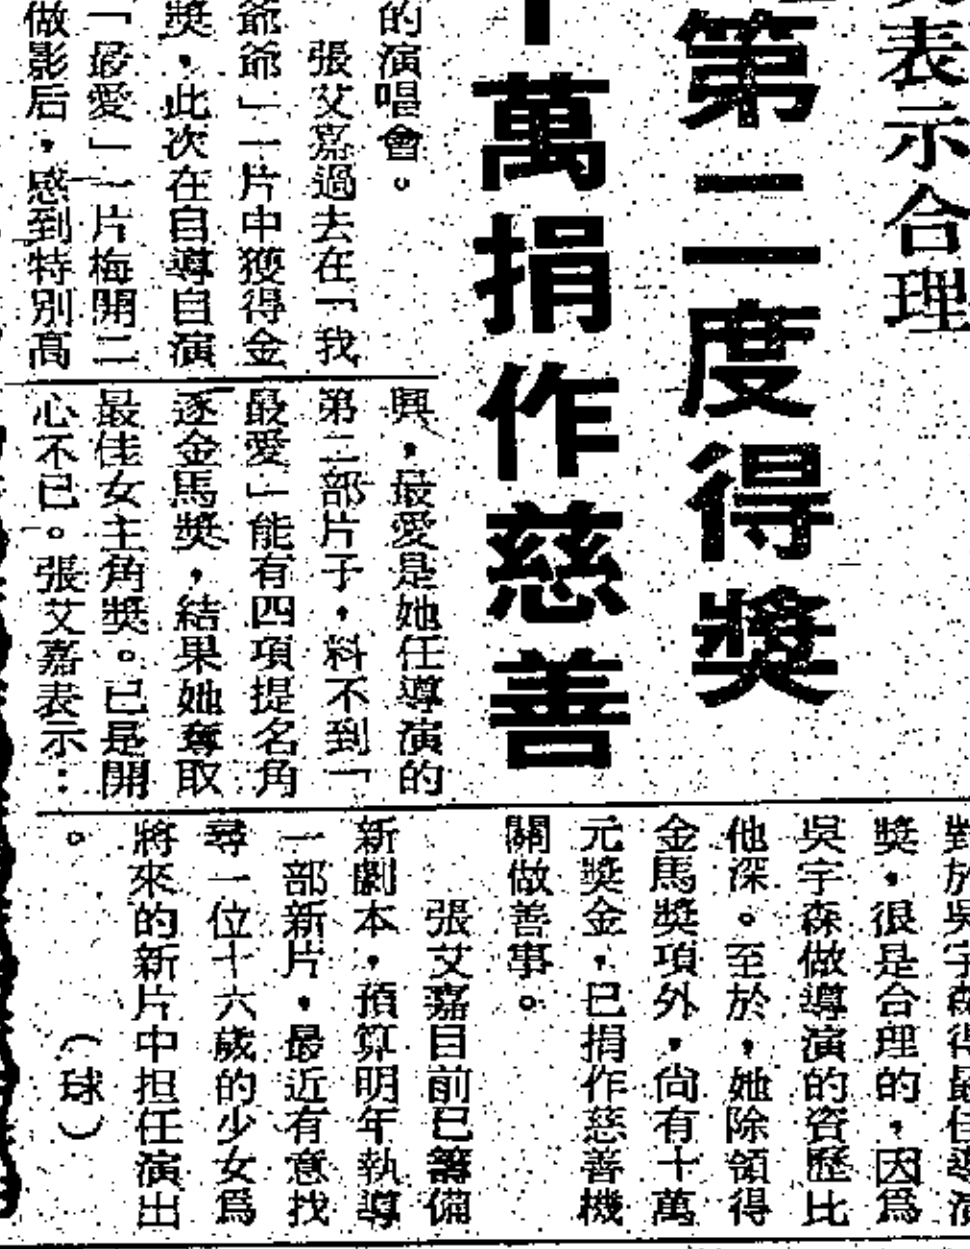 表示合理
第二度得獎
十萬捐作慈善
的演唱會。
張艾嘉過去在「我
爺爺」一片中獲得金
獎，此次在自導自演
「最愛」一片梅開二
做影后，感到特別高
興，最愛是她任導演的
第二部片子，料不到「
最愛」能有四項提名角
逐金馬獎，結果她奪取
最佳女主角獎。已是開
心不已。張艾嘉表示：
對於吳宇森得最佳導演
獎，很是合理的，因爲
吳宇森做導演的資歷比
他深。至於，她除領得
金馬獎項外，尙有十萬
元獎金，已捐作慈善機
關做善事。
張艾嘉目前已籌備
新劇本，預算明年執導
一部新片，最近有意找
尋一位十六歲的少女爲
將來的新片中担任演出
。（球）